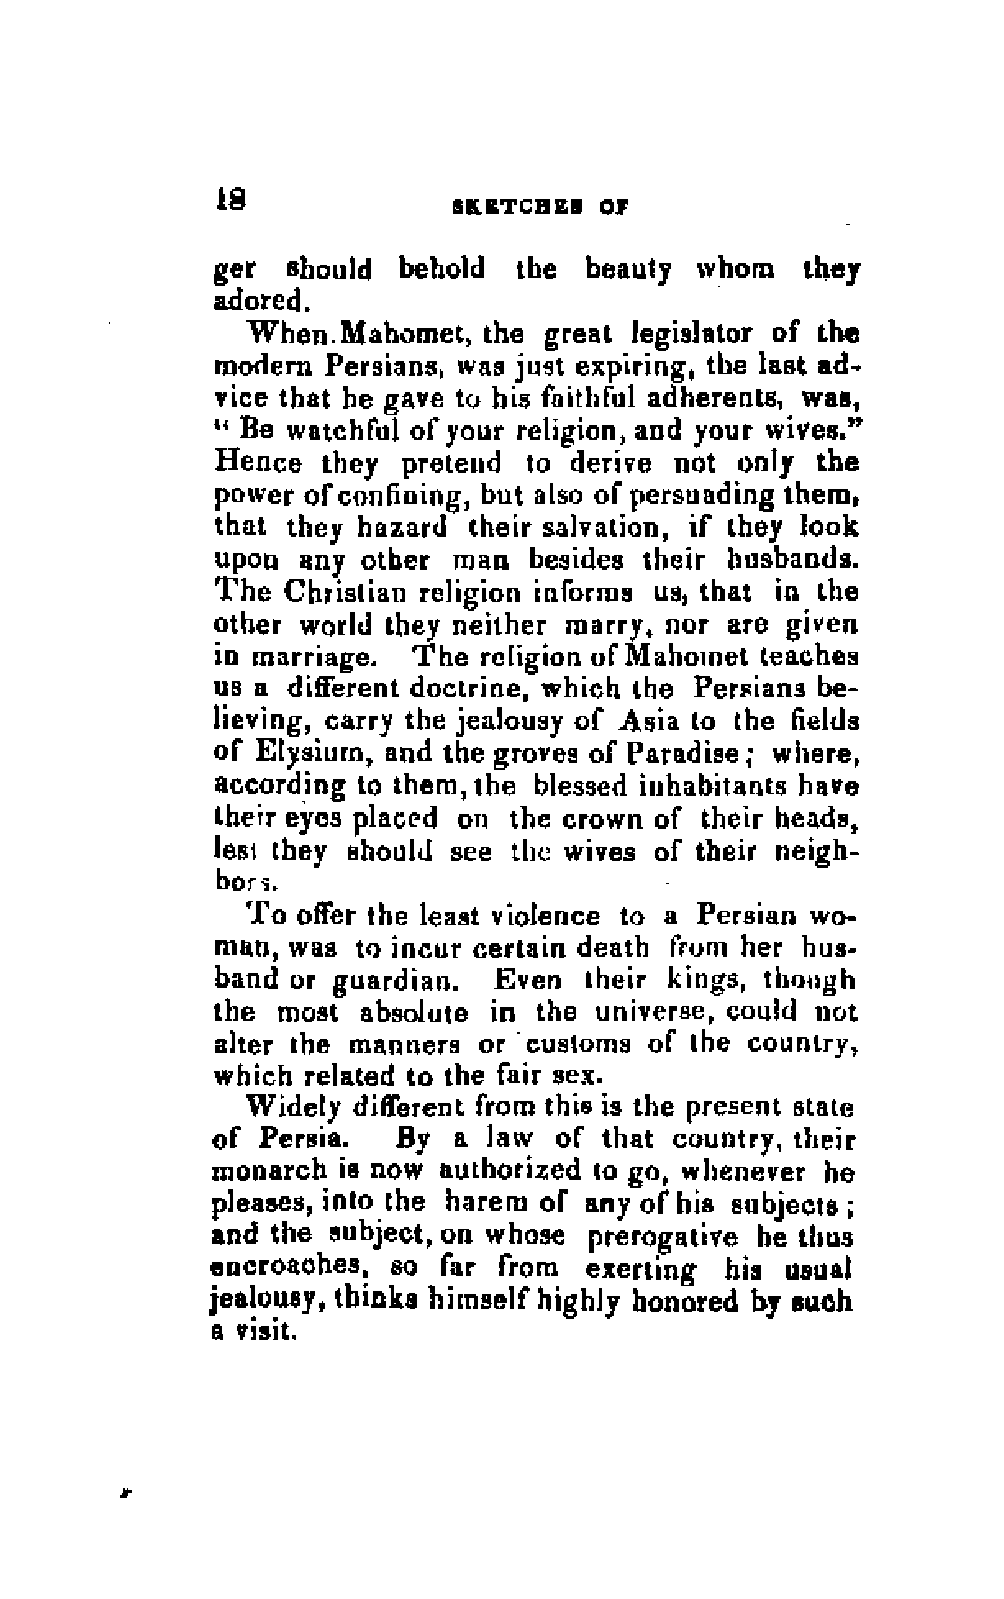 18 SKETCHES OF
ger should behold the beauty whom they
adored.
When Mahomet, the great legislator of the
modern Persians, was just expiring, the last ad-
vice that he gave to his faithful adherents, was,
" Be watchful of your religion, and your wives."
Hence they pretend to derive not only the
power of confining, but also of persuading them,
that they hazard their salvation, if they look
upon any other man besides their husbands.
The Christian religion informs us, that in the
other world they neither marry, nor are given
in marriage. The religion of Mahomet teaches
us a different doctrine, which the Persians be-
lieving, carry the jealousy of Asia to the fields
of Elysium, and the groves of Paradise; where,
according to them, the blessed inhabitants have
their eyes placed on the crown of their heads,
lest they should see the wives of their neigh-
bors.
To offer the least violence to a Persian wo-
man, was to incur certain death from her hus-
band or guardian. Even their kings, though
the most absolute in the universe, could not
alter the manners or customs of the country,
which related to the fair sex.
Widely different from this is the present state
of Persia. By a law of that country, their
monarch is now authorized to go, whenever he
pleases, into the harem of any of his subjects;
and the subject, on whose prerogative he thus
encroaches, so far from exerting his usual
jealousy, thinks himself highly honored by such
a visit.